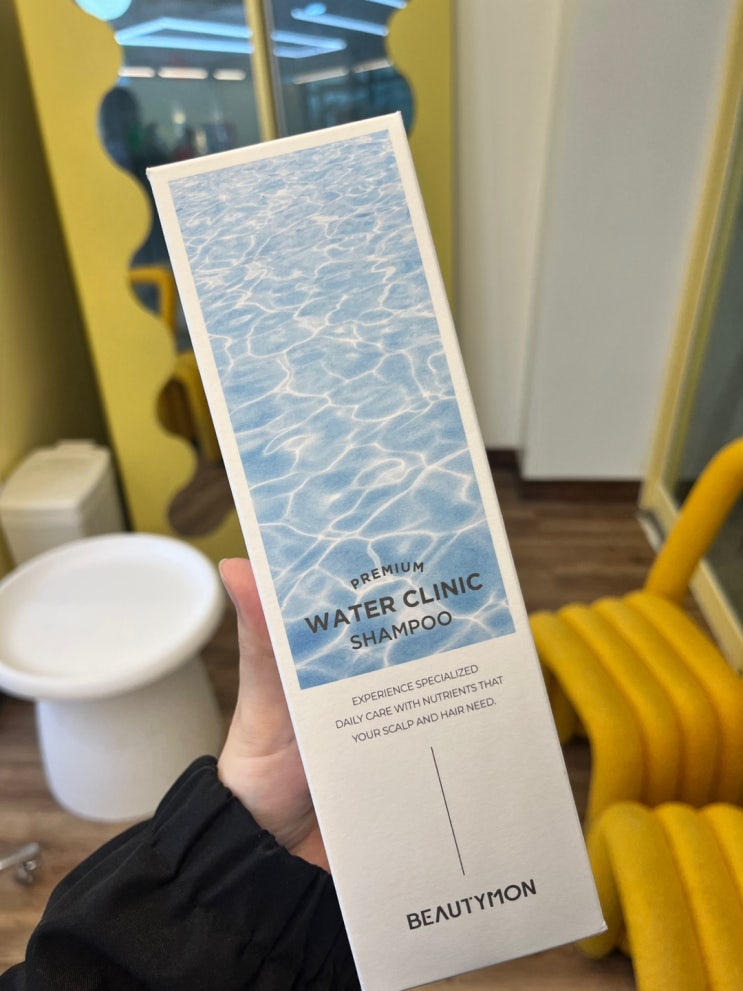 PREMIUM
WATER CLINIC
SHAMPOO
EXPERIENCE SPECIALIZED
DAILY CARE WITH NUTRIENTS THAT
YOUR SCALP AND HAIR NEED.
BEAUTYMON